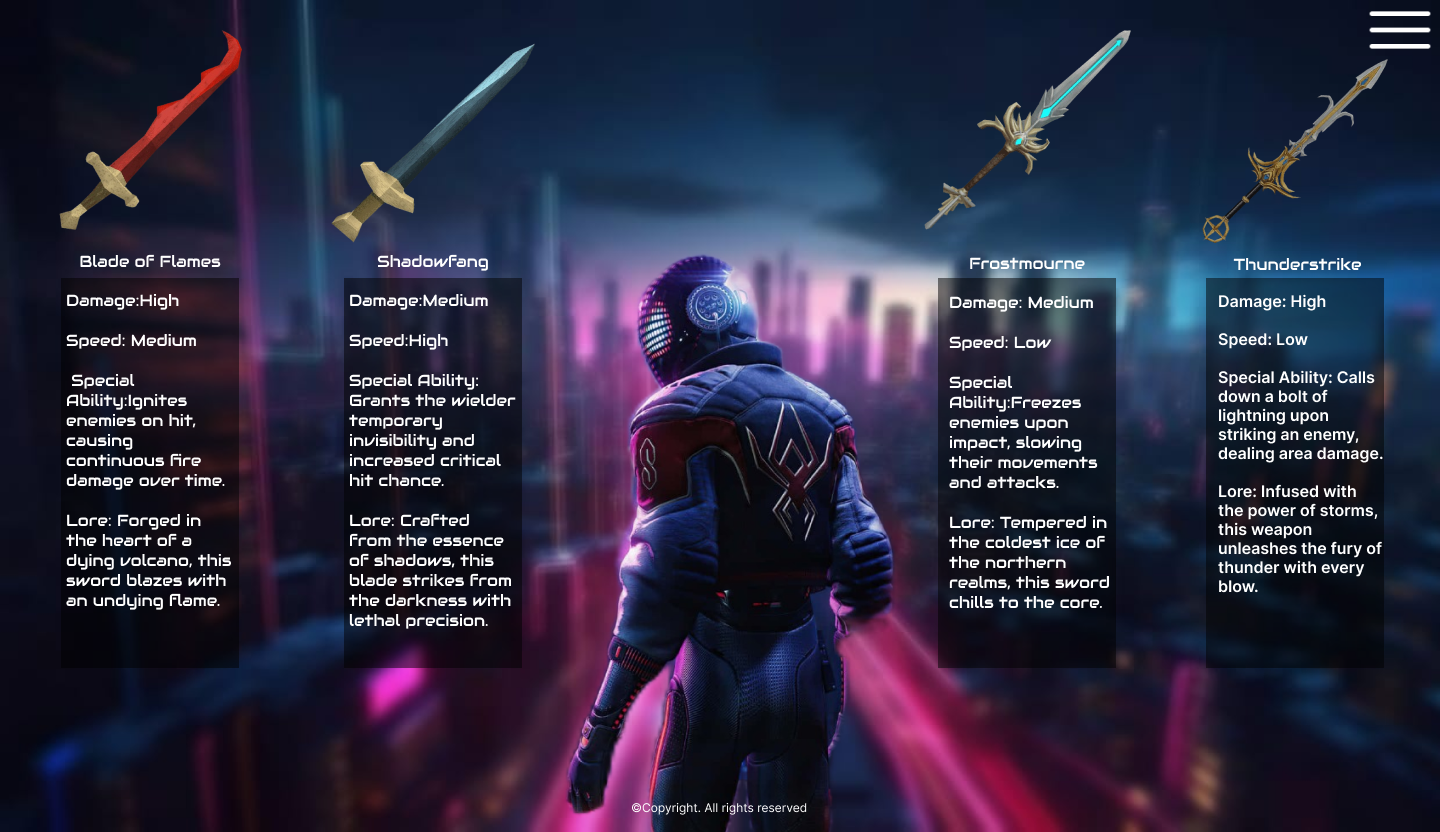 Blade of Flames
Damage:High
Speed: Medium
Special
Ability:Ignites
enemies on hit,
causing
continuous fire
damage over time.
Lore: Forged in
the heart of a
dying volcano, this
sword blazes with
an undying flame.
Shadowfang
Damage:Medium
Speed:High
Special Ability:
Grants the wielder
temporary
invisibility and
increased critical
hit chance.
Lore: Crafted
from the essence
of shadows, this
blade strikes from
the darkness with
lethal precision.
Frostmourne
Damage: Medium
Speed: Low
Special
Ability:Freezes
enemies upon
impact, slowing
their movements
and attacks.
Lore: Tempered in
the coldest ice of
the northern
realms, this sword
chills to the core.
Thunderstrike
Damage: High
Speed: Low
Special Ability: Calls
down a bolt of
lightning upon
striking an enemy,
dealing area damage.
Lore: Infused with
the power of storms,
this weapon
unleashes the fury of
thunder with every
blow.
8
©Copyright. All rights reserved